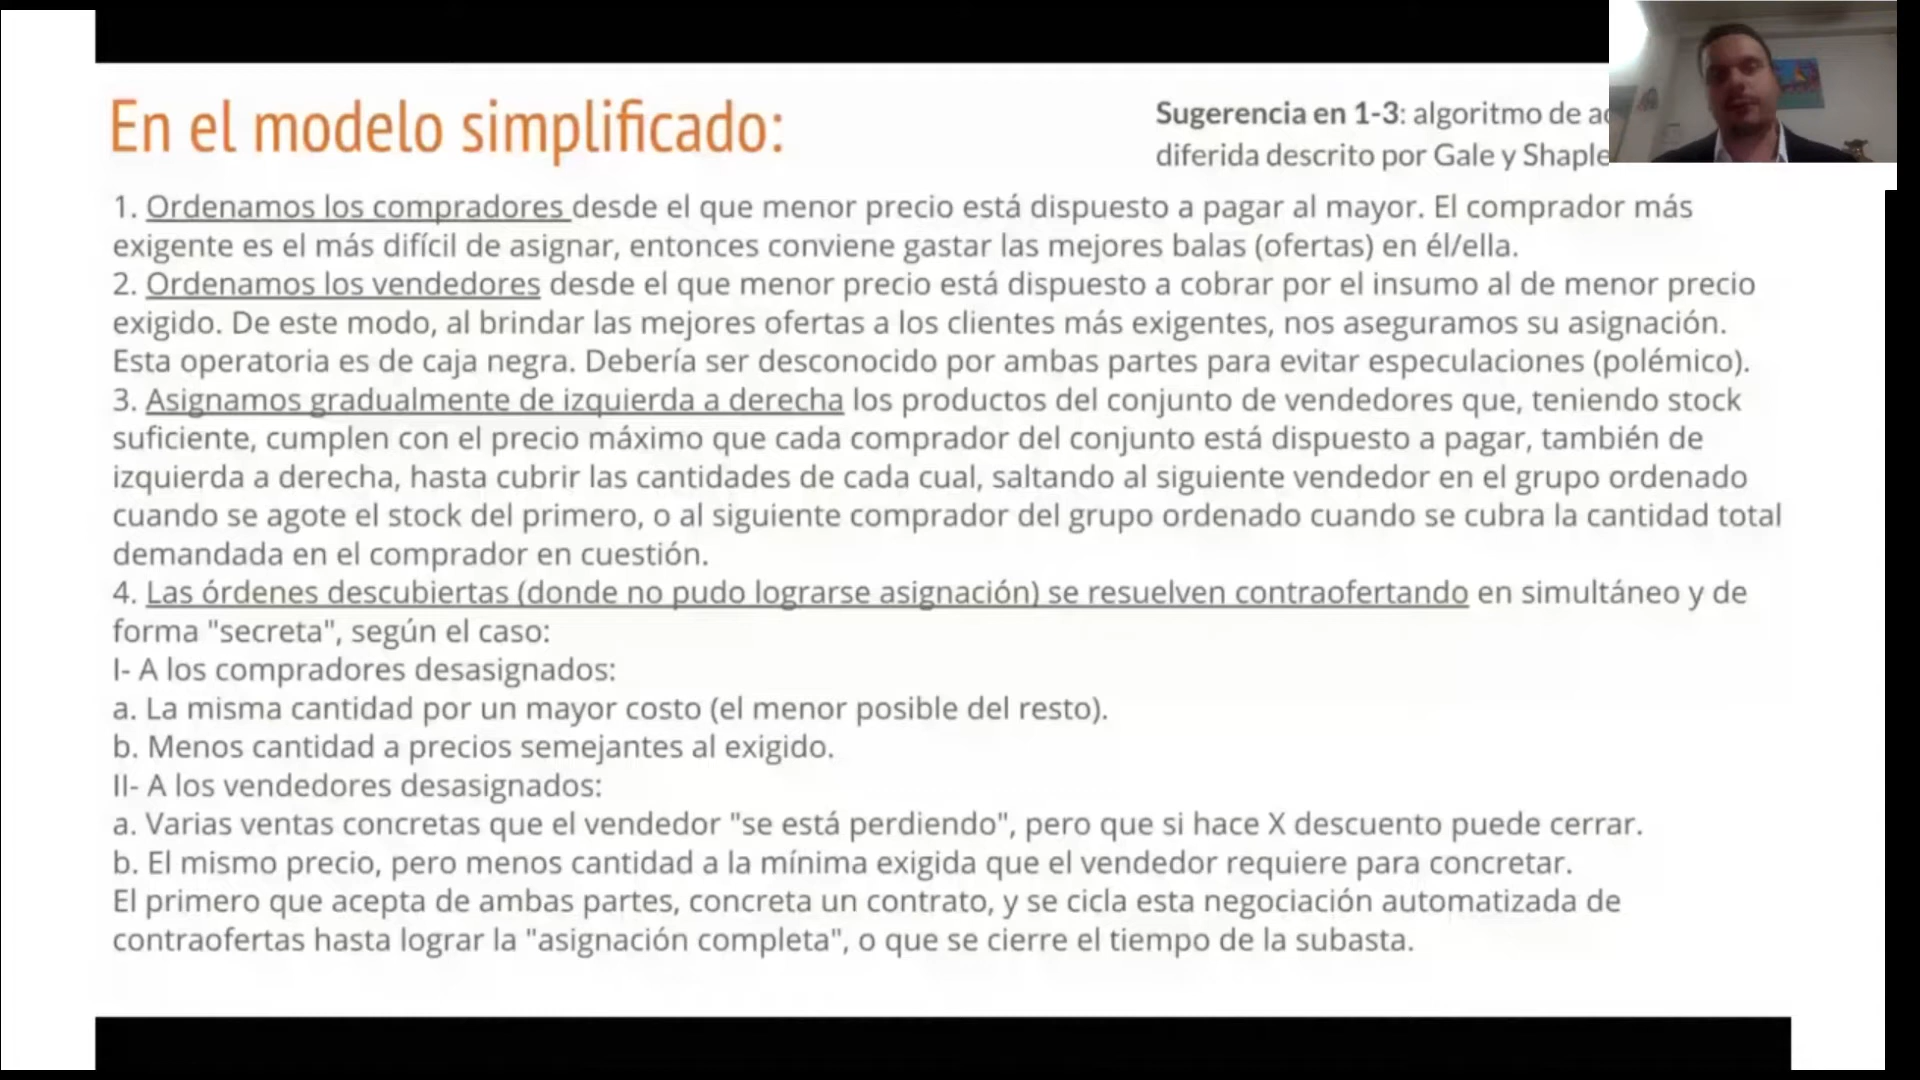 En el modelo simplificado:
Sugerencia en 1-3: algoritmo de
diferida descrito por Gale y
1. Ordenamos los compradores desde el que menor precio está dispuesto a pagar al mayor. El comprador más
exigente es el más difícil de asignar, entonces conviene gastar las mejores balas (ofertas) en él/ella.
2. Ordenamos los vendedores desde el que menor precio está dispuesto a cobrar por el insumo al de menor precio
exigido. De este modo, al brindar las mejores ofertas a los clientes más exigentes, nos aseguramos su asignación.
Esta operatoria es de caja negra. Debería ser desconocido por ambas partes para evitar especulaciones (polémico).
3. Asignamos gradualmente de izquierda a derecha los productos del conjunto de vendedores que, teniendo stock
suficiente, cumplen con el precio máximo que cada comprador del conjunto está dispuesto a pagar, también de
izquierda a derecha, hasta cubrir las cantidades de cada cual, saltando al siguiente vendedor en el grupo ordenado
cuando se agote el stock del primero, o al siguiente comprador del grupo ordenado cuando se cubra la cantidad total
demandada en el comprador en cuestión.
4. Las órdenes descubiertas (donde no pudo lograrse asignación) se resuelven contraofertando en simultáneo y de
forma "secreta", según el caso:
I- A los compradores desasignados:
a. La misma cantidad por un mayor costo (el menor posible del resto).
b. Menos cantidad a precios semejantes al exigido.
II- A los vendedores desasignados:
a. Varias ventas concretas que el vendedor "se está perdiendo", pero que si hace X descuento puede cerrar.
b. El mismo precio, pero menos cantidad a la mínima exigida que el vendedor requiere para concretar.
El primero que acepta de ambas partes, concreta un contrato, y se cicla esta negociación automatizada de
contraofertas hasta lograr la "asignación completa", o que se cierre el tiempo de la subasta.